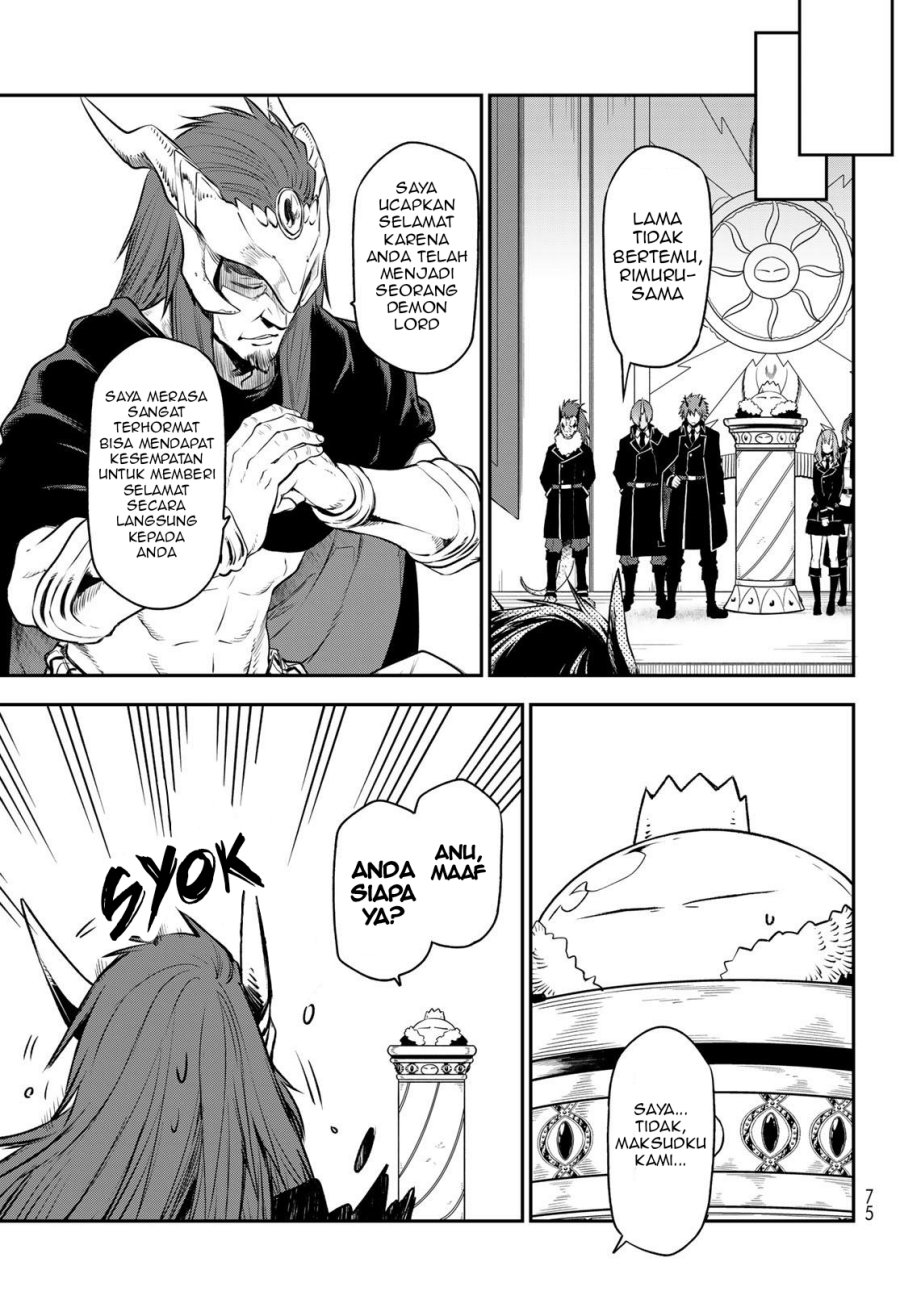 LAMA
TIDAK
BERTEMU,
RIMURU-
SAMA
SAYA
UCAPKAN
SELAMAT
KARENA
ANDA TELAH
MENJADI
SEORANG
DEMON
LORD
SAYA MERASA
SANGAT
TERHORMAT
BISA MENDAPAT
KESEMPATAN
UNTUK MEMBERI
SELAMAT
SECARA
LANGSUNG
KEPADA
ANDA
SAYA...
TIDAK,
MAKSUDKU
KAMI...
ANU,
MAAF
ANDA
SIAPA
YA?
SYOK
75